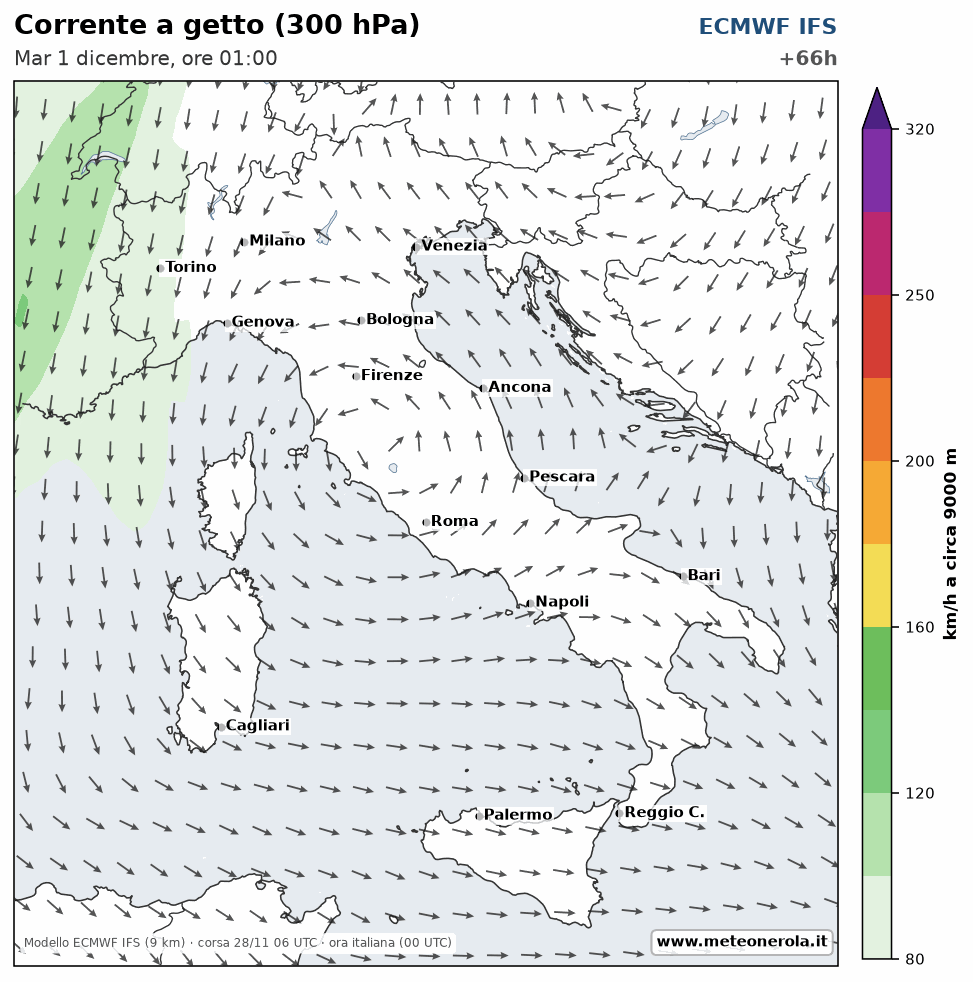 Corrente a getto (300 hPa)
ECMWF IFS
Mar 1 dicembre, ore 01:00
+66h
Milano
Venezia
Torino
Genova
Bologna
Firenze
Ancona
Pescara
Roma
Bari
Napoli
Cagliari
Palermo
Reggio C.
320
250
200
160
120
80
km/h a circa 9000 m
Modello ECMWF IFS (9 km) · corsa 28/11 06 UTC · ora italiana (00 UTC)
www.meteonerola.it